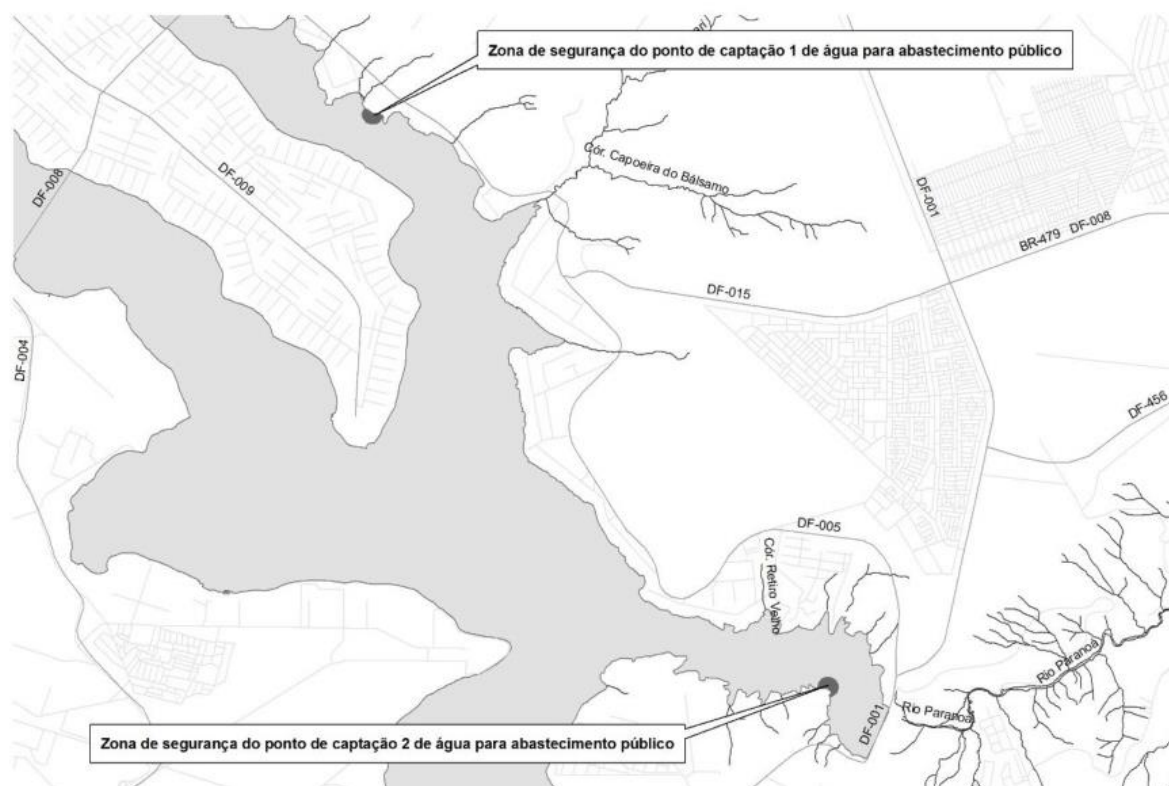 Zona de segurança do ponto de captação 1 de água para abastecimento público
DF-008
DF-009
Cór. Capoeira do Bálsamo
DF-001
BR-479 DF-008
DF-015
DF-004
DF-456
DF-005
Cór. Retiro Velho
Rio Paranoá
Rio Paranoá
DF-001
Zona de segurança do ponto de captação 2 de água para abastecimento público